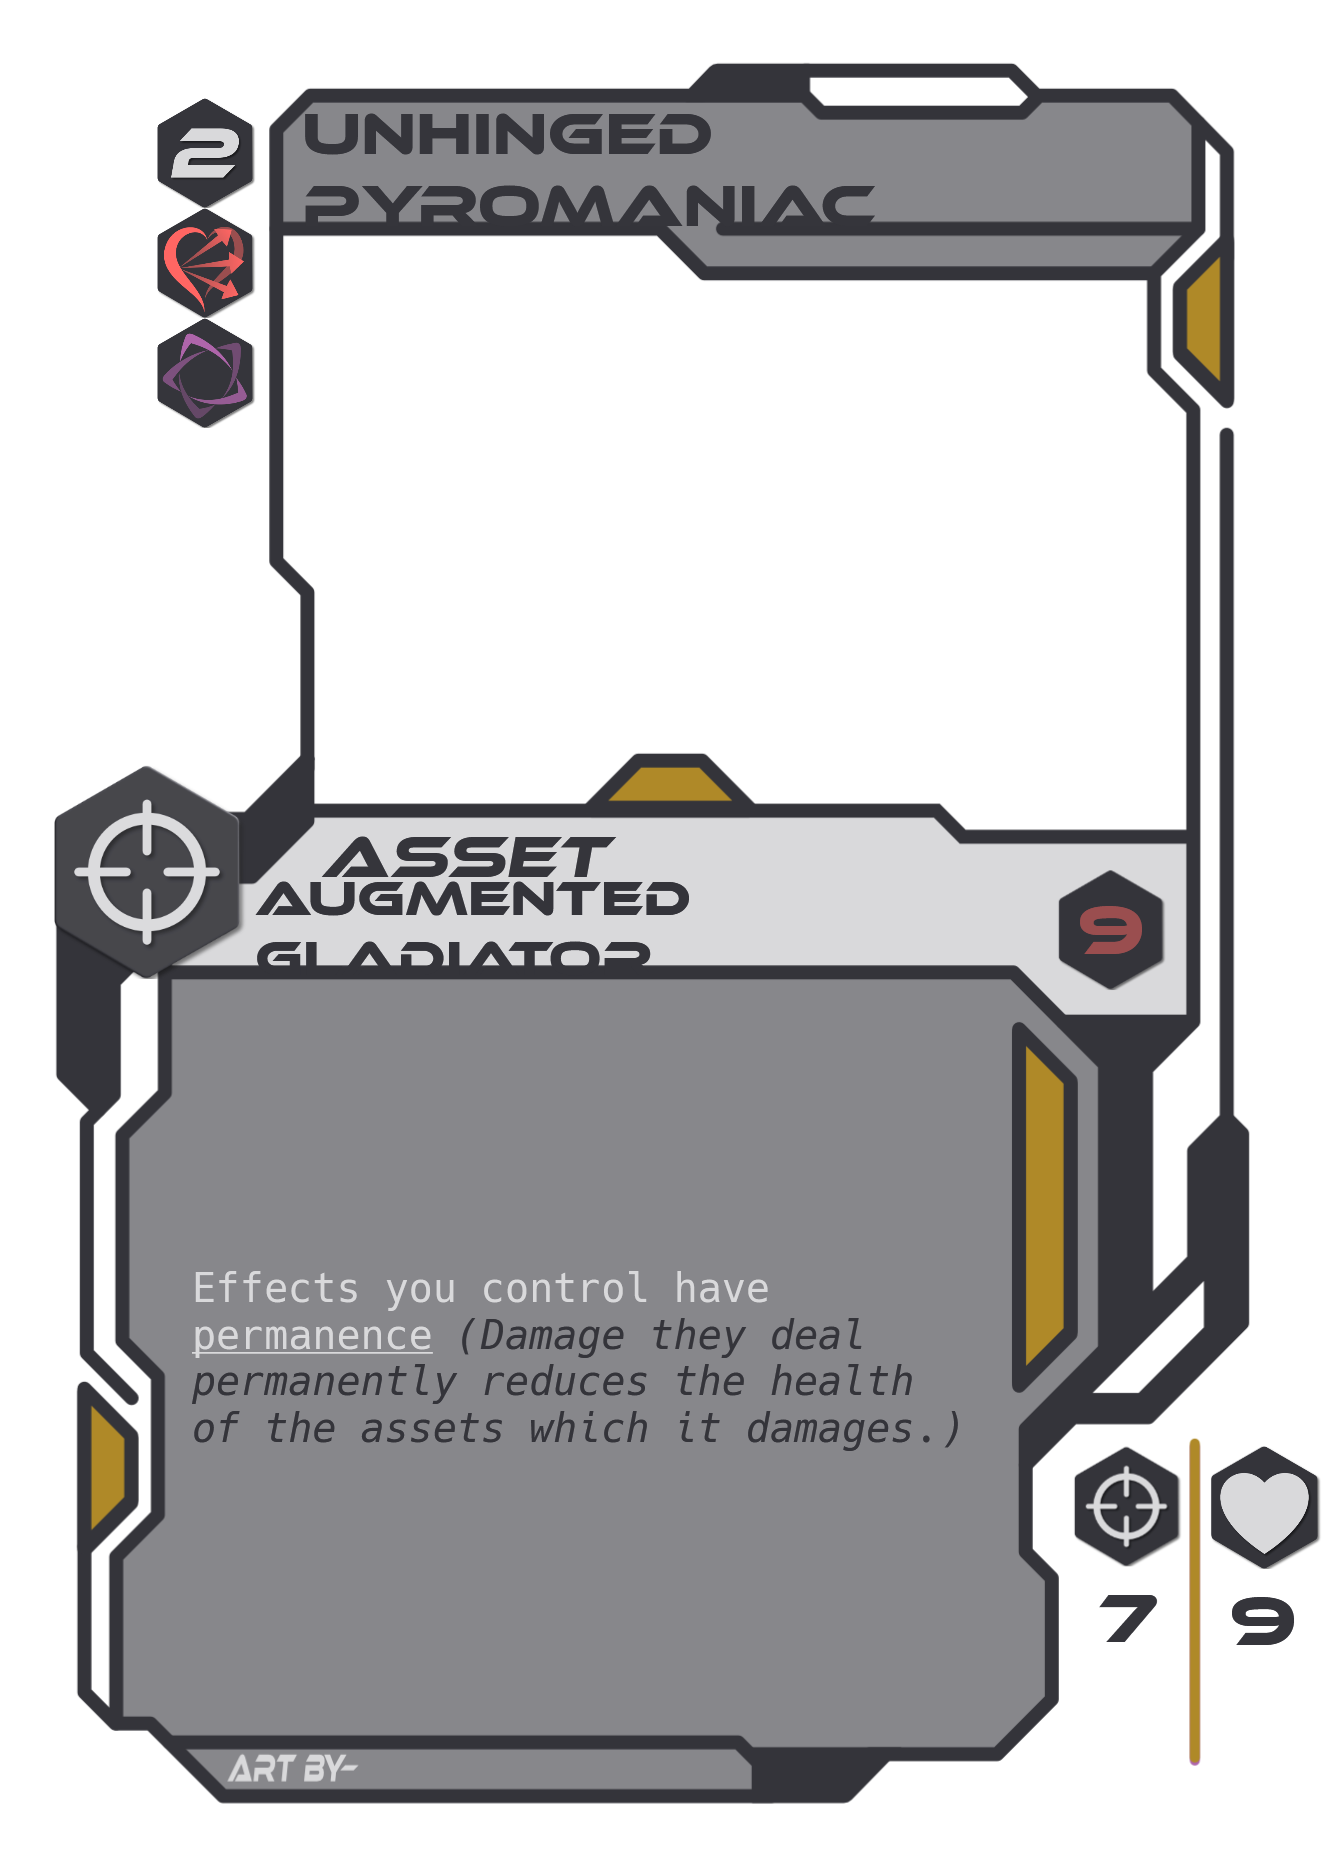 UNHINGED
PYROMANIAC
2
ASSET
AUGMENTED
GLADIATOR
9
Effects you control have
permanence (Damage they deal
permanently reduces the health
of the assets which it damages.)
7
9
ART BY-